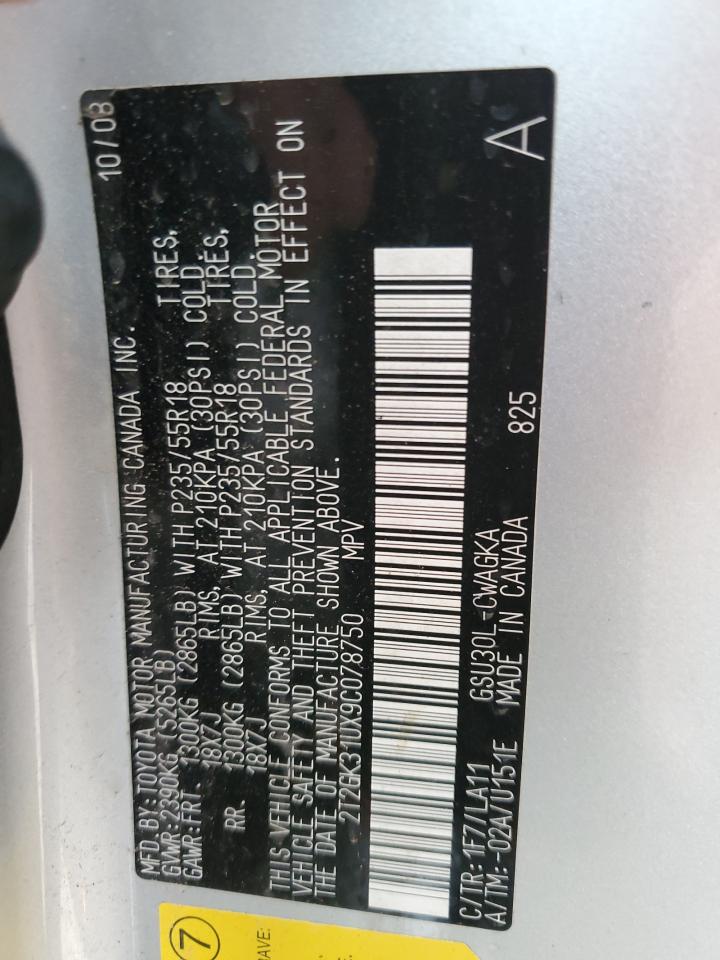 MFD BY:TOYOTA MOTOR MANUFACTURING CANADA INC. 10/08
GVWR:2390KG (5265LB)
GAWR:FRT. 1300KG (2865LB) WITH P235/55R18 TIRES,
18X7J RIMS, AT 210KPA (30PSI) COLD.
RR. 1300KG (2865LB) WITH P235/55R18 TIRES,
18X7J RIMS, AT 210KPA (30PSI) COLD.
THIS VEHICLE CONFORMS TO ALL APPLICABLE FEDERAL MOTOR
VEHICLE SAFETY AND THEFT PREVENTION STANDARDS IN EFFECT ON
THE DATE OF MANUFACTURE SHOWN ABOVE.
2T2GK31UX9C078750 MPV
C/TR:1F7/LA11 GSU30L-CWAGKA 825 A
A/TM:-02A/U151E MADE IN CANADA
7